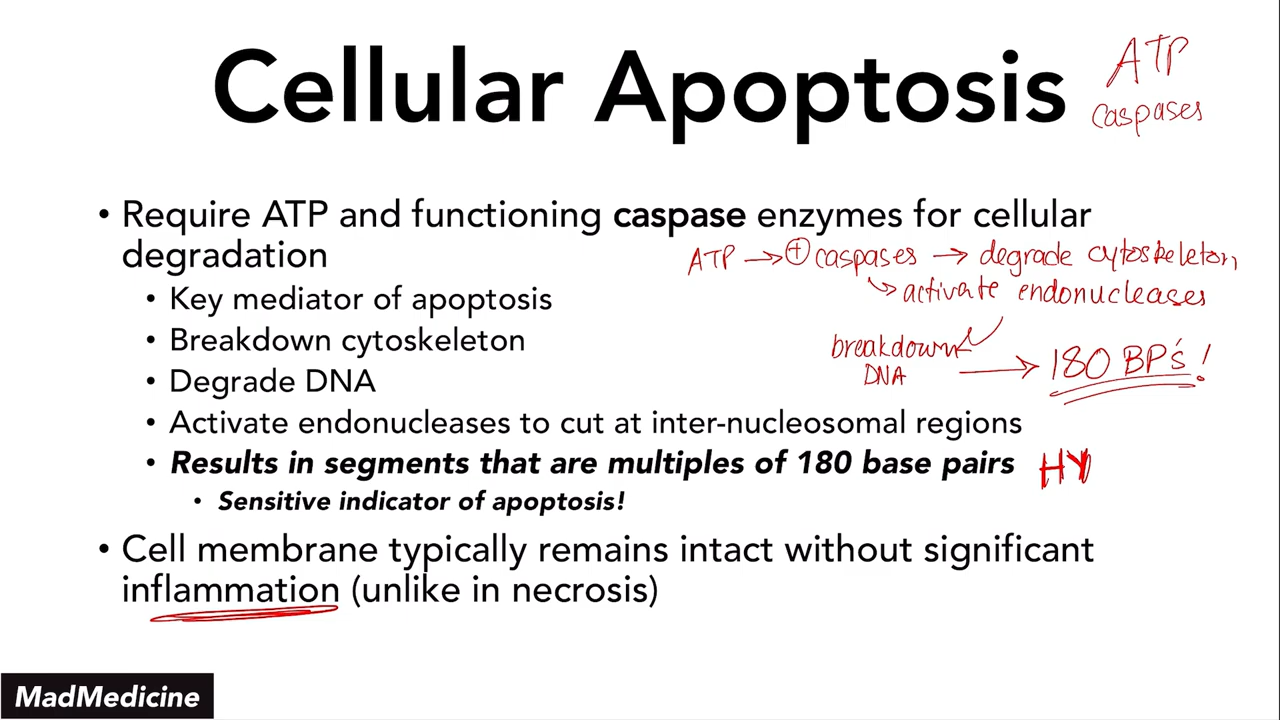 Cellular Apoptosis
ATP
caspases
• Require ATP and functioning caspase enzymes for cellular
degradation
ATP → + caspases → degrade cytoskeleton,
↳ activate endonucleases
• Key mediator of apoptosis
• Breakdown cytoskeleton
breakdown
DNA → 180 BP's!
• Degrade DNA
• Activate endonucleases to cut at inter-nucleosomal regions
• Results in segments that are multiples of 180 base pairs HY
• Sensitive indicator of apoptosis!
• Cell membrane typically remains intact without significant
inflammation (unlike in necrosis)
MadMedicine